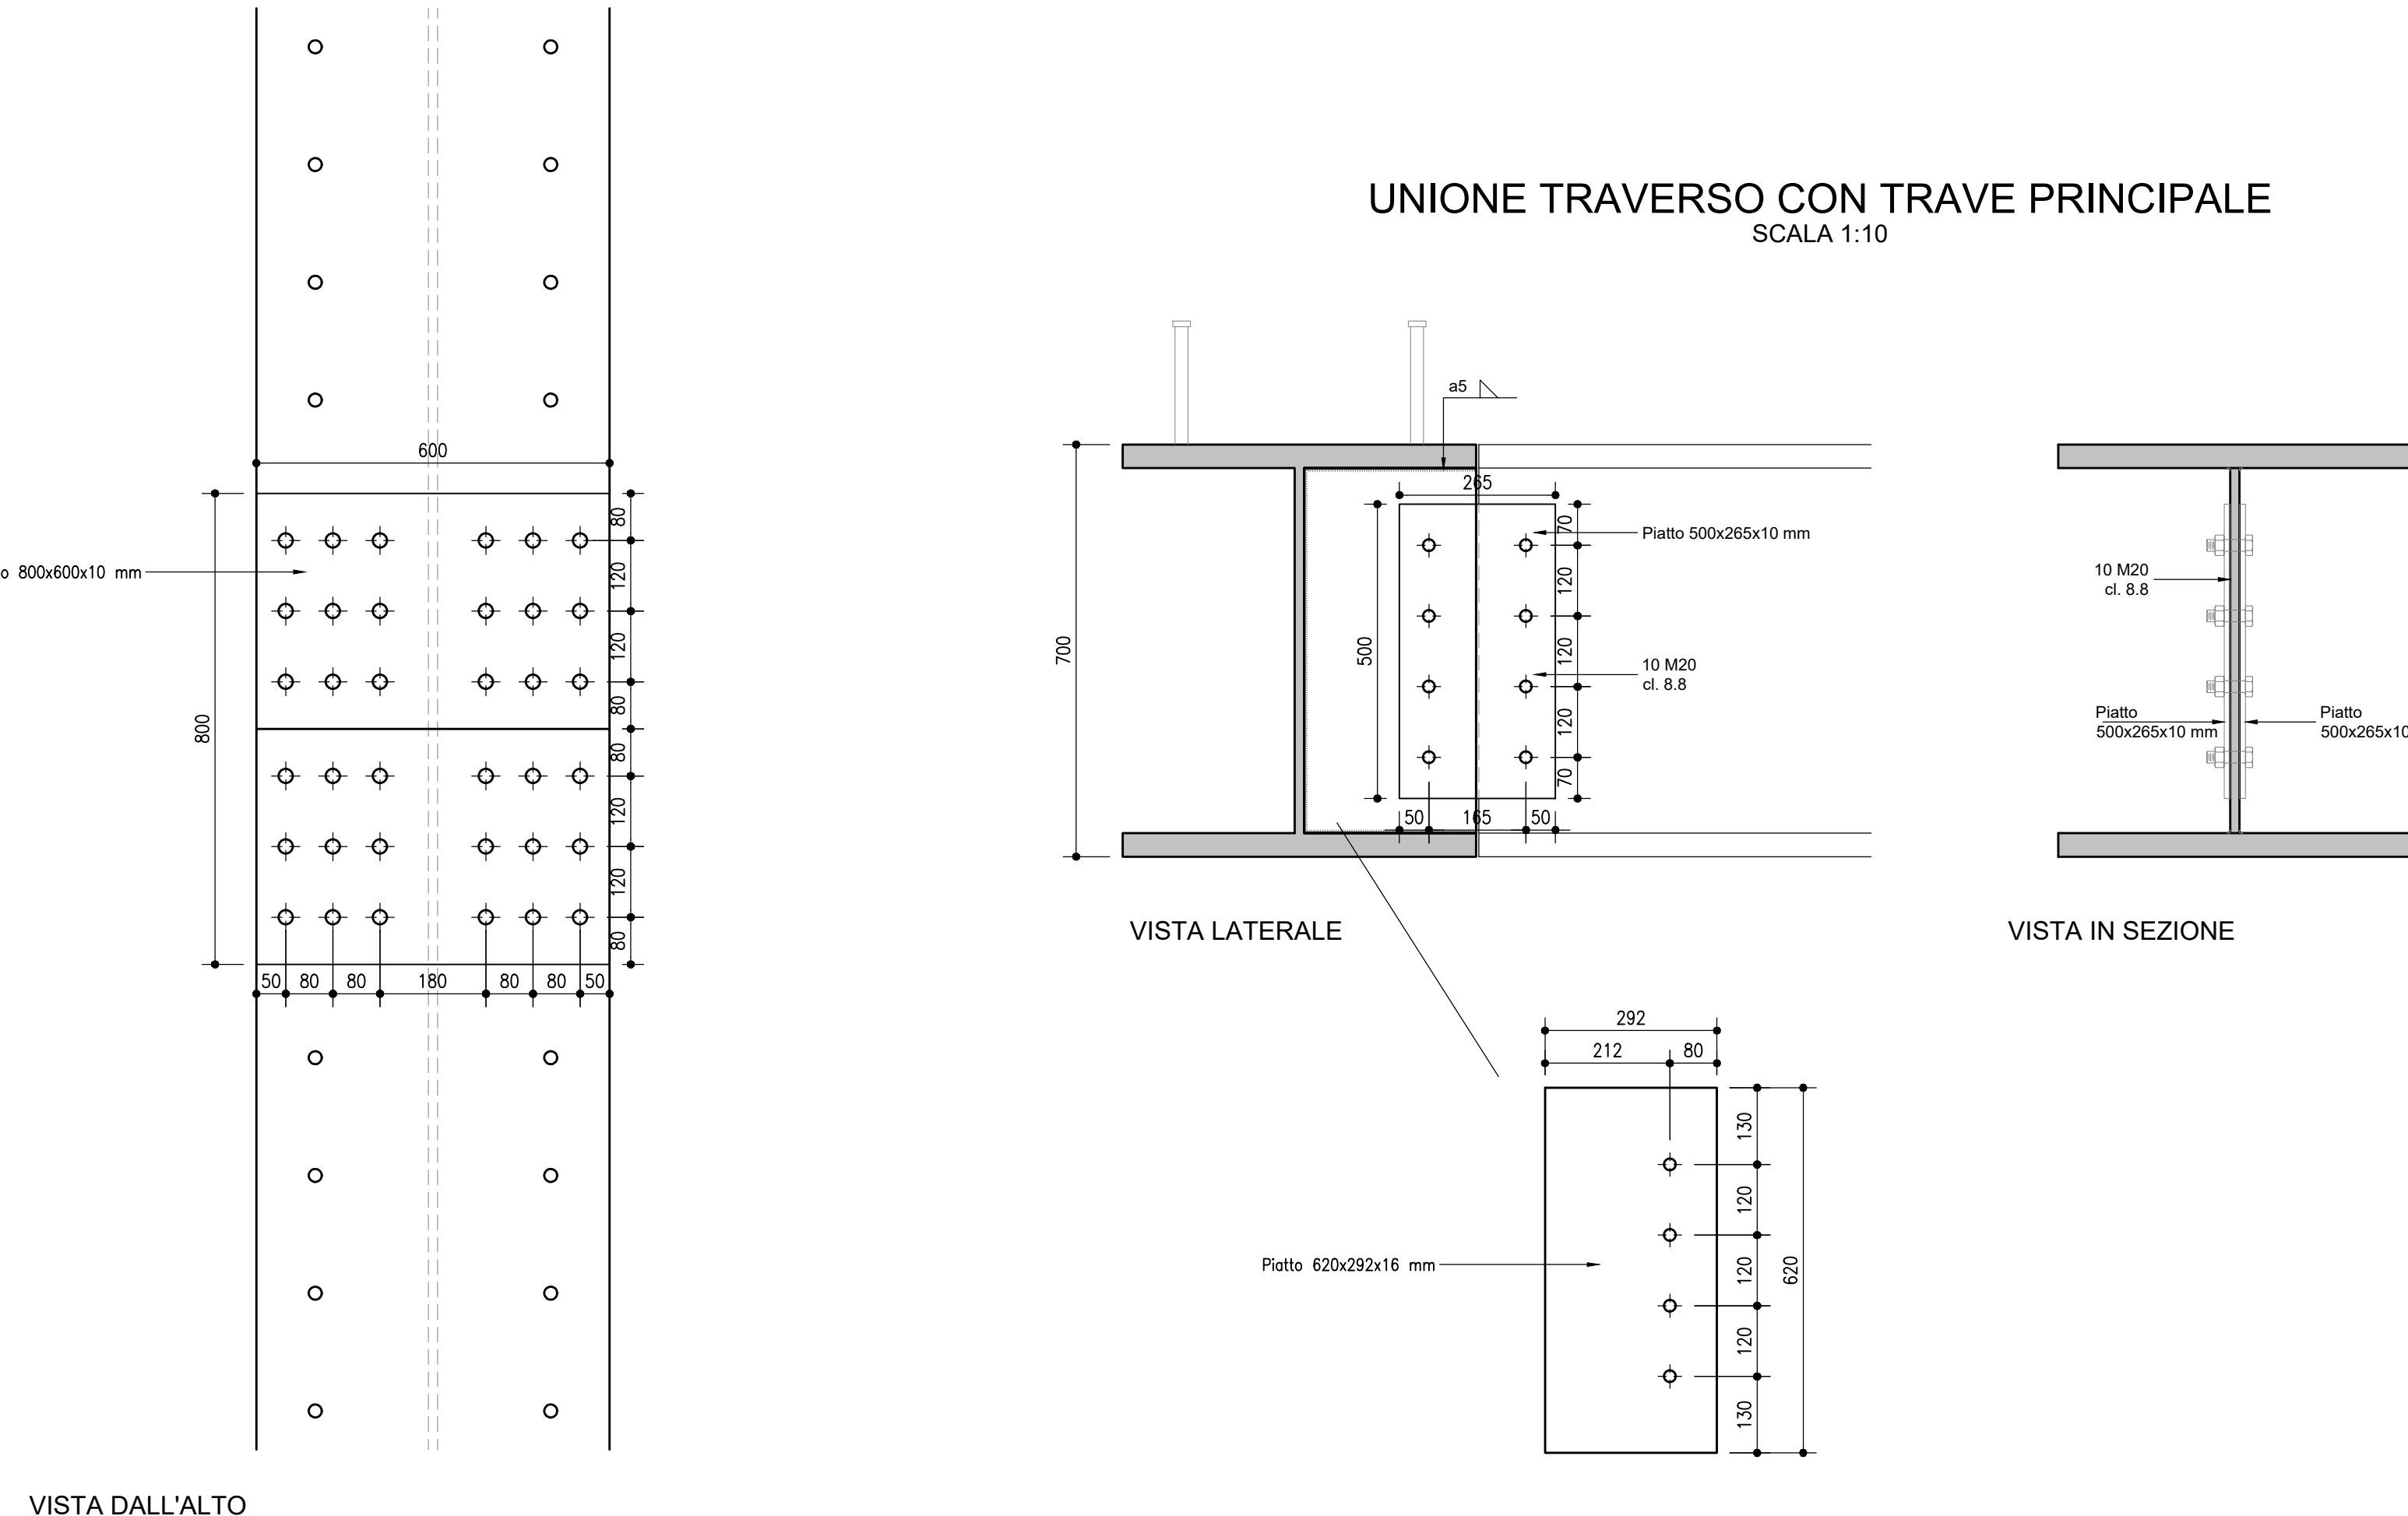 600
80
120
120
80
80
120
120
80
800
o 800x600x10 mm
50 80 80 180 80 80 50
VISTA DALL'ALTO
UNIONE TRAVERSO CON TRAVE PRINCIPALE
SCALA 1:10
a5
265
700
500
70
120
120
120
70
50 165 50
Piatto 500x265x10 mm
10 M20
cl. 8.8
VISTA LATERALE
10 M20
cl. 8.8
Piatto
500x265x10 mm
Piatto
500x265x10
VISTA IN SEZIONE
292
212 80
130
120
120
120
130
620
Piatto 620x292x16 mm